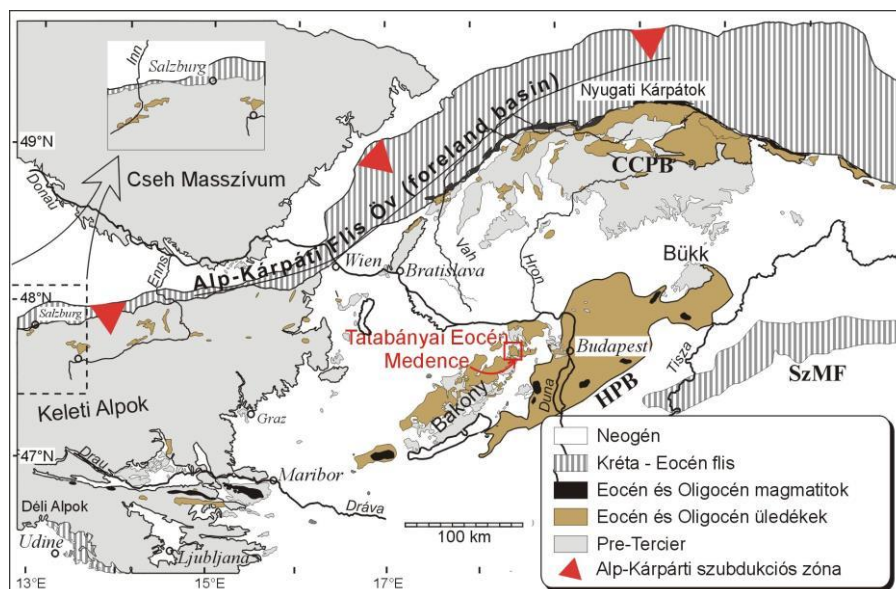 Inn
Salzburg
Nyugati Kárpátok
49°N
Donau
Cseh Masszívum
Alp-Kárpáti Flis Öv (foreland basin)
CCPB
Vah
Hron
Enns
Wien
Bratislava
Bükk
48°N
Salzburg
Tatabányai Eocén
Medence
Budapest
Tisza
SzMF
Keleti Alpok
Bakony
Duna
HPB
Graz
47°N
Drau
Maribor
Dráva
Déli Alpok
Udine
Ljubljana
100 km
13°E
15°E
17°E
Neogén
Kréta - Eocén flis
Eocén és Oligocén magmatitok
Eocén és Oligocén üledékek
Pre-Tercier
Alp-Kárpárti szubdukciós zóna